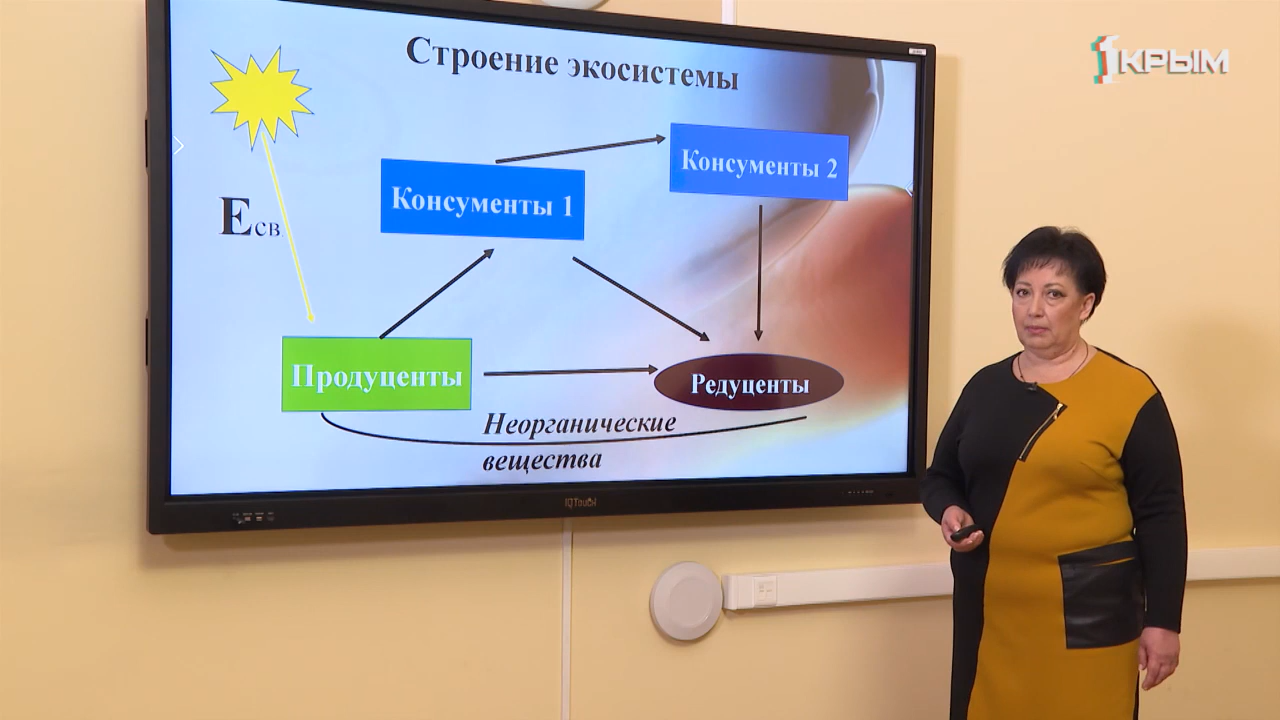 Строение экосистемы
1КРЫМ
Консументы 2
Консументы 1
Eсв.
Продуценты
Редуценты
Неорганические
вещества
IQTouch